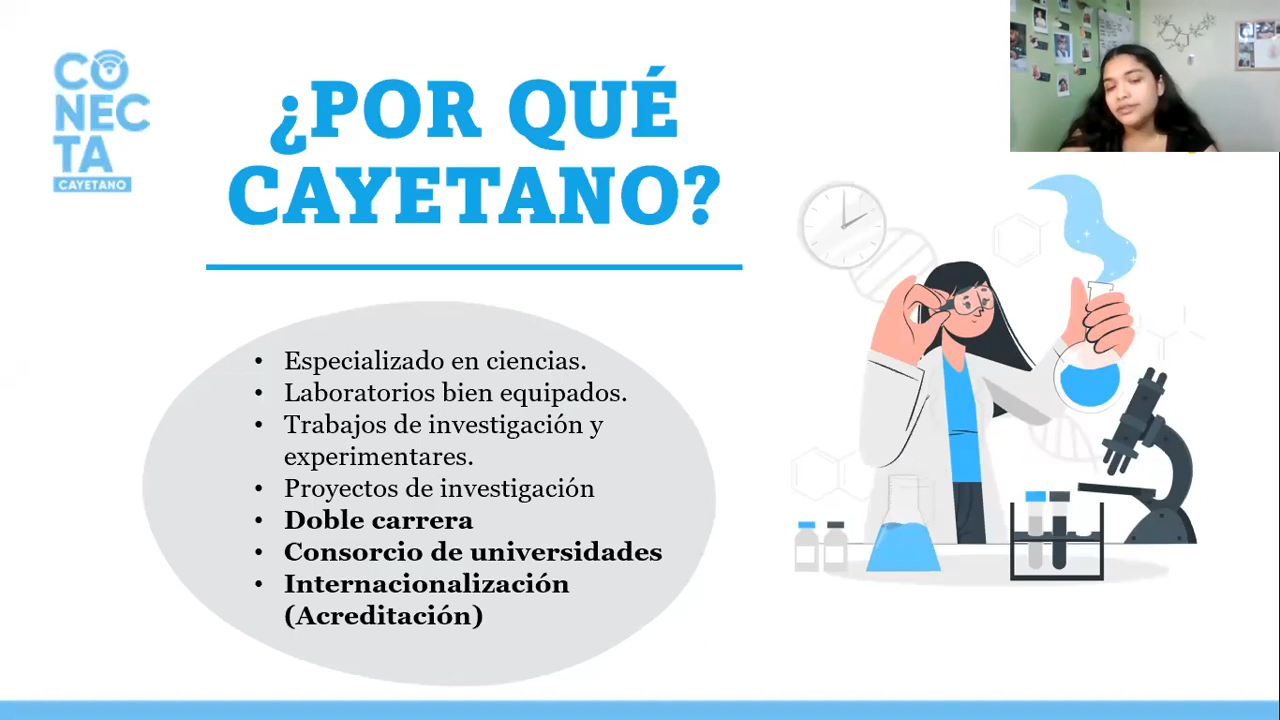 CO
NEC
TA
CAYETANO
¿POR QUÉ
CAYETANO?
• Especializado en ciencias.
• Laboratorios bien equipados.
• Trabajos de investigación y
experimentares.
• Proyectos de investigación
• Doble carrera
• Consorcio de universidades
• Internacionalización
(Acreditación)